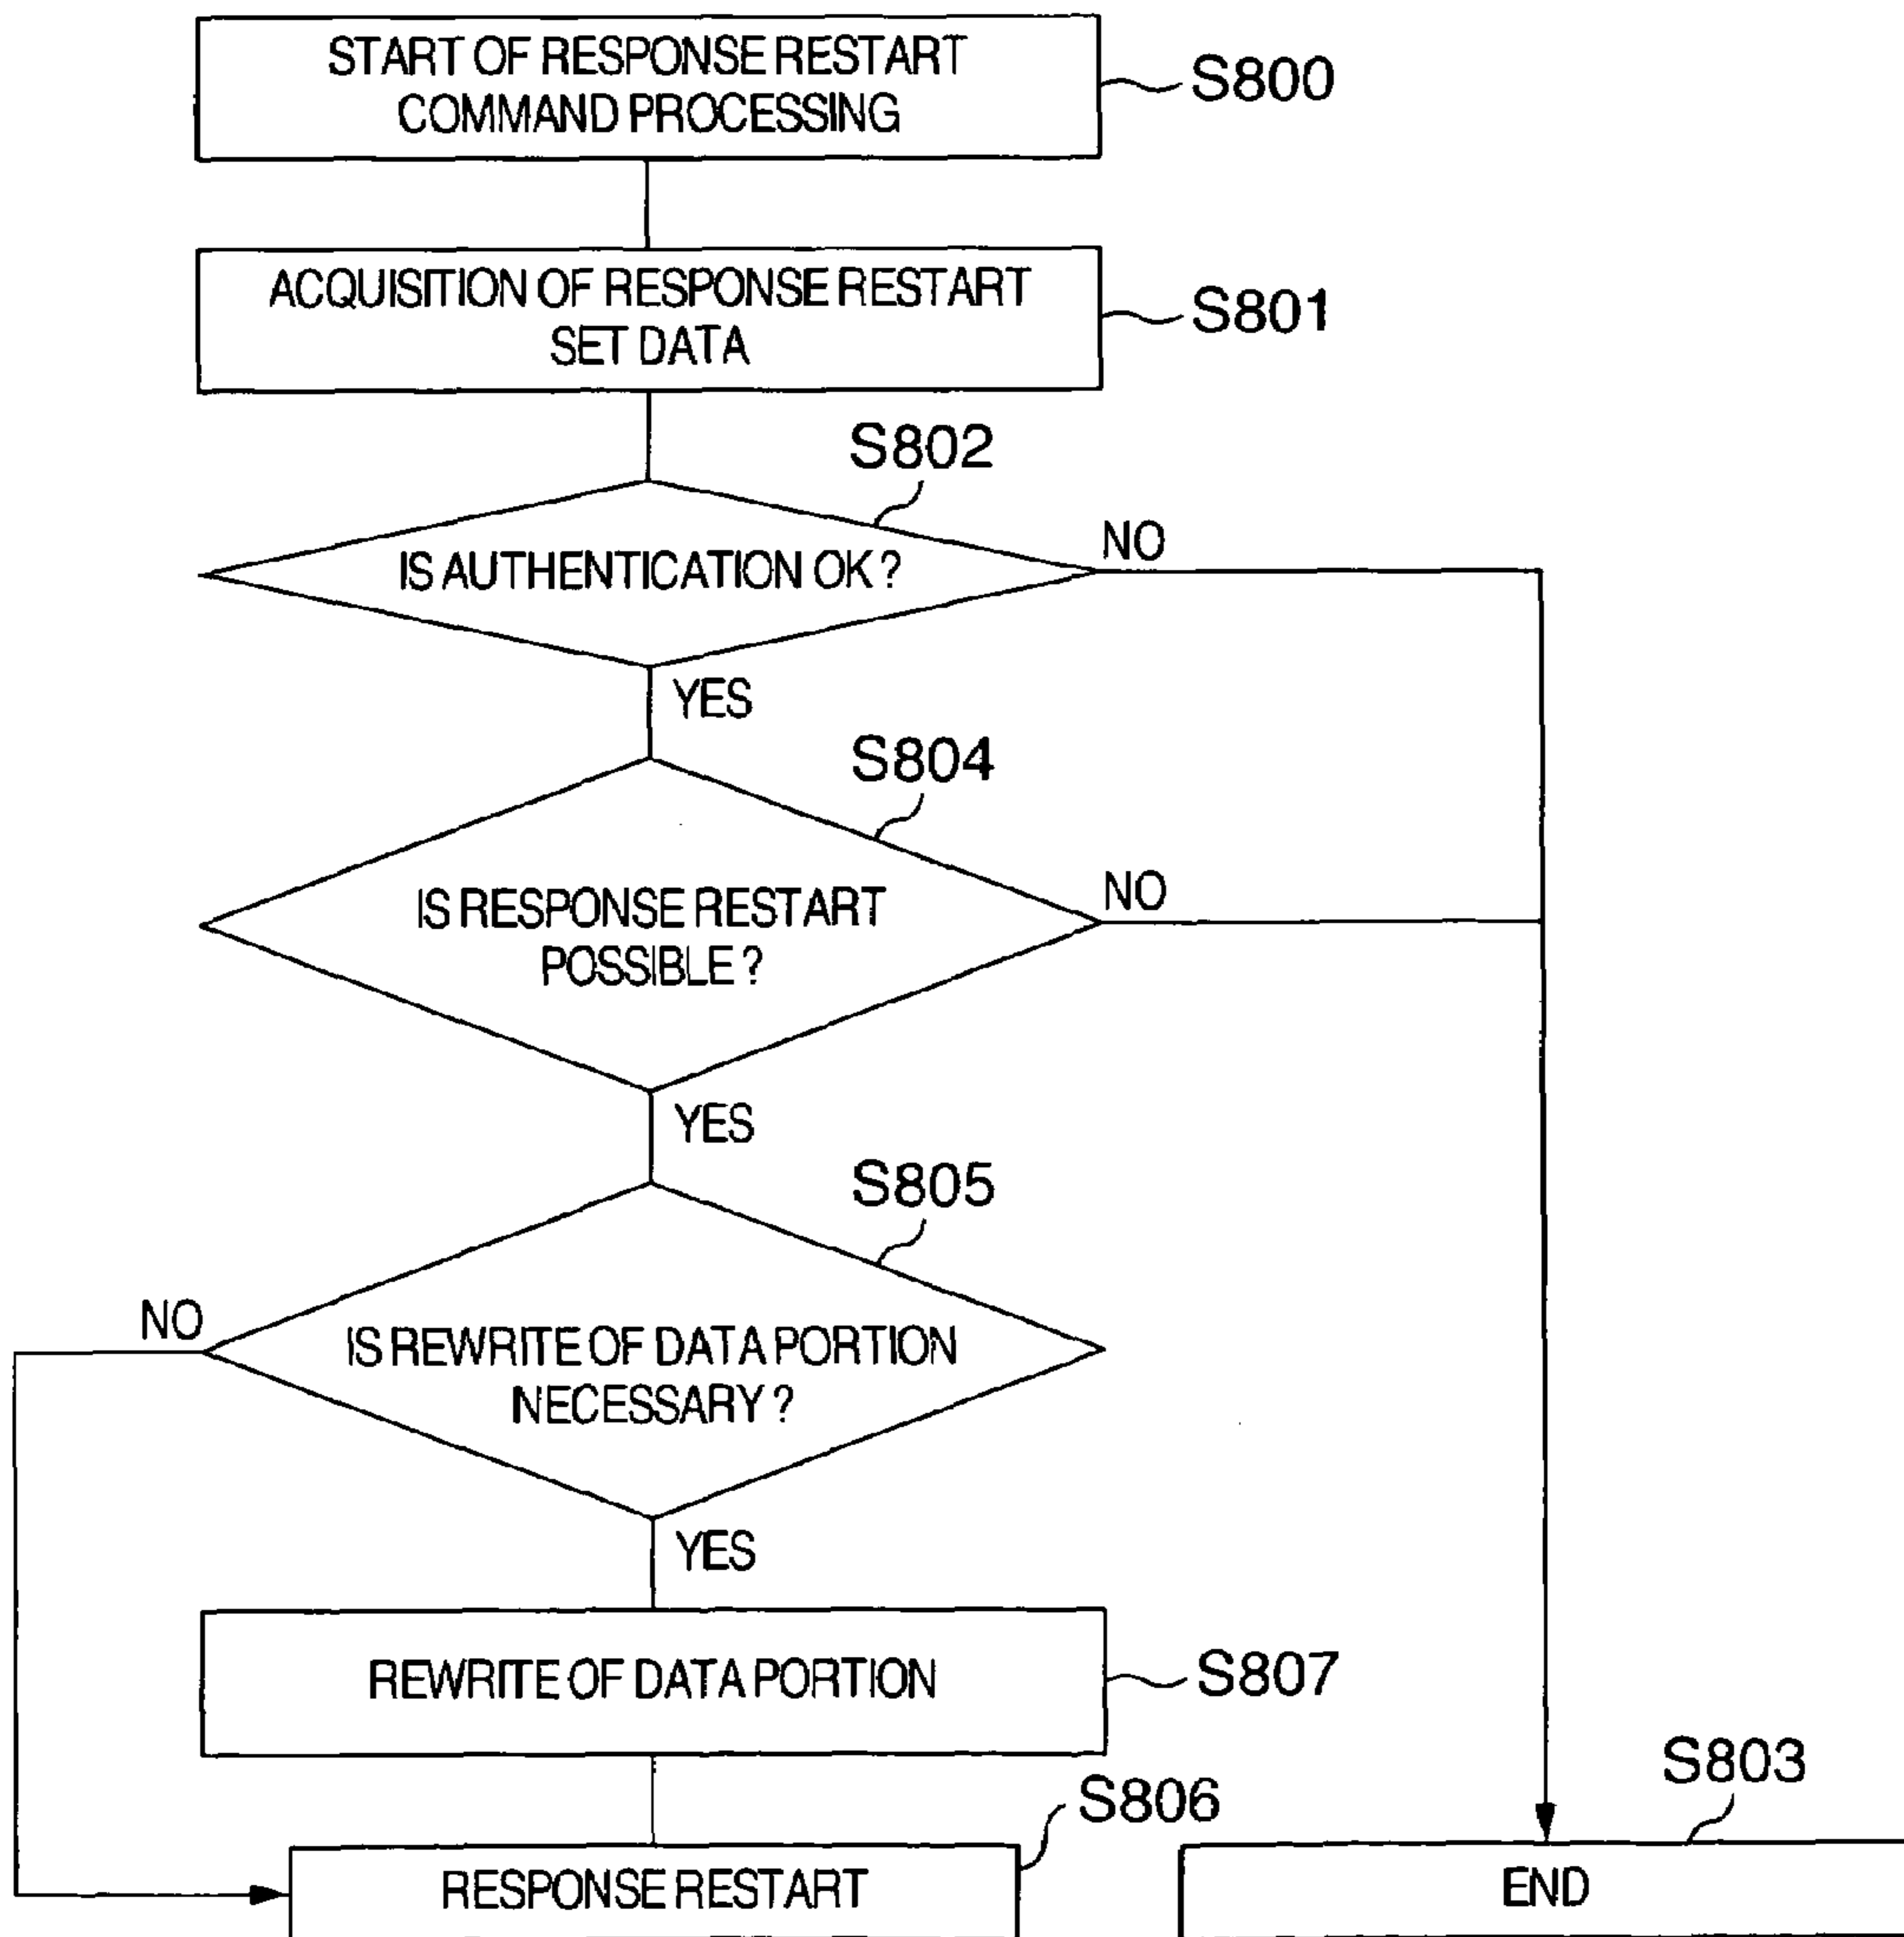 START OF RESPONSE RESTART
COMMAND PROCESSING
S800
ACQUISITION OF RESPONSE RESTART
SET DATA
S801
S802
IS AUTHENTICATION OK?
NO
YES
S804
IS RESPONSE RESTART
POSSIBLE?
NO
YES
S805
NO
IS REWRITE OF DATA PORTION
NECESSARY?
YES
REWRITE OF DATA PORTION
S807
S806
S803
RESPONSE RESTART
END